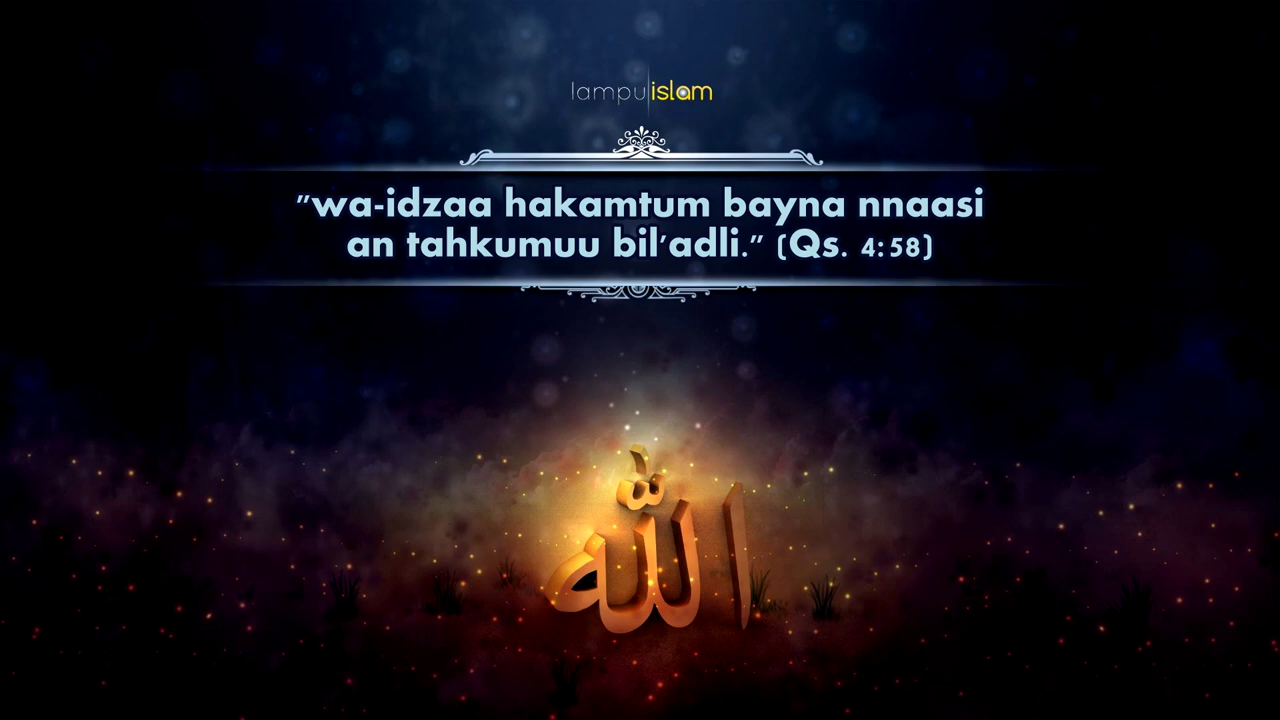 lampuislam
"wa-idzaa hakamtum bayna nnaasi
an tahkumuu bil'adli." (Qs. 4:58)
الله